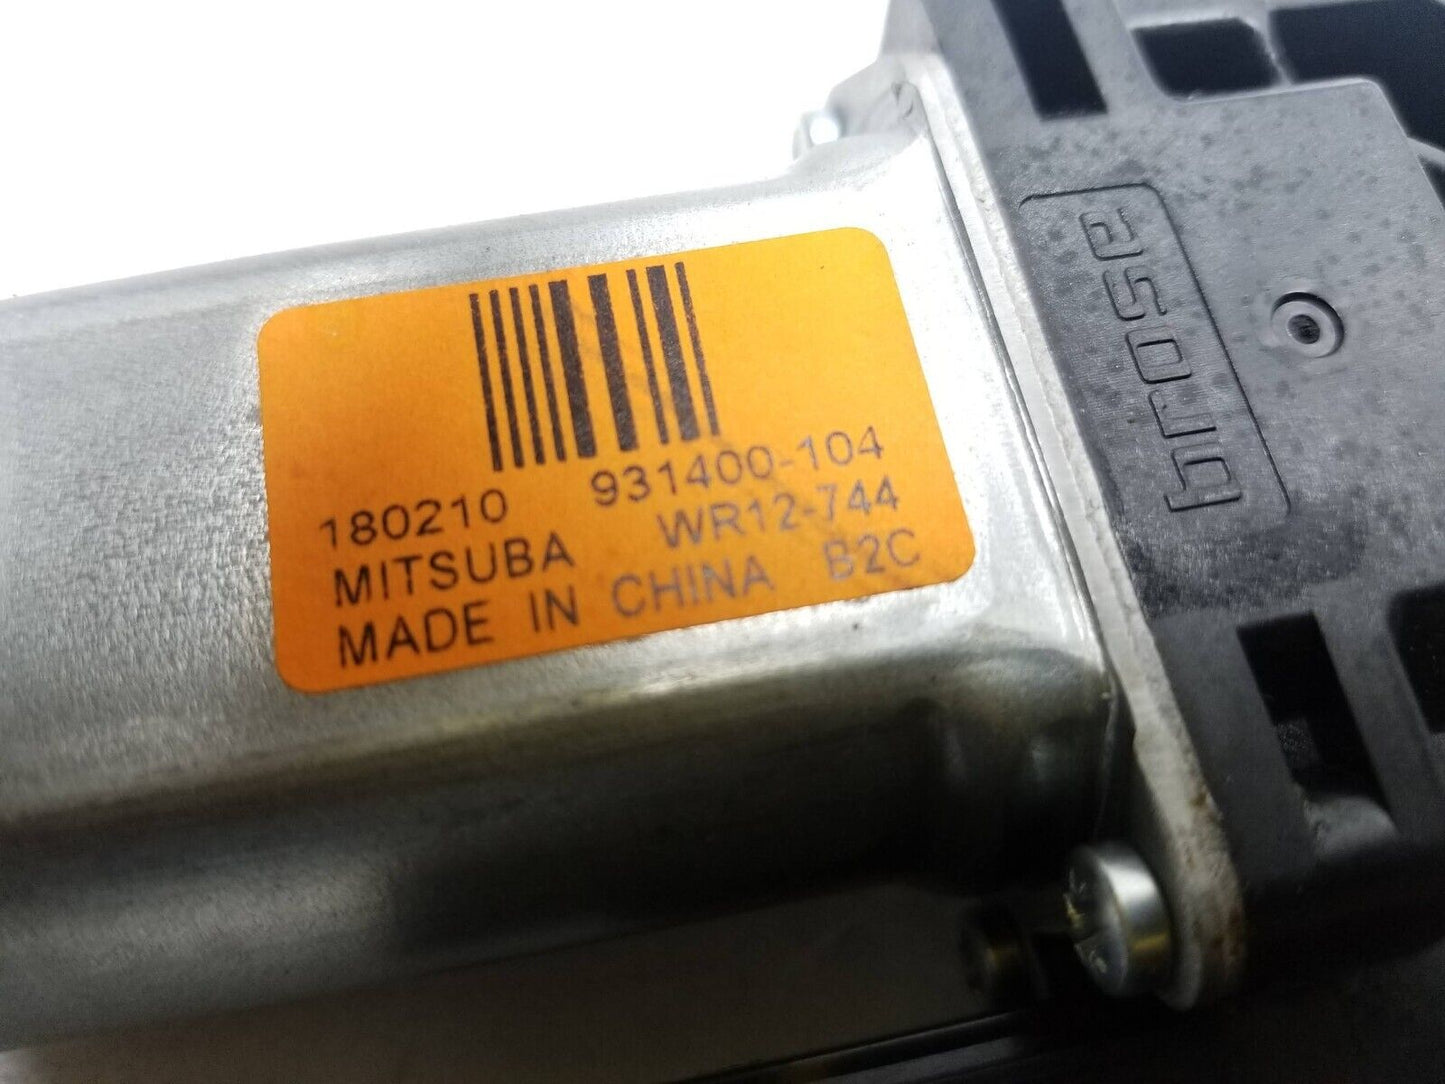 180210 931400-104
MITSUBA WR12-744
MADE IN CHINA B2C
brose